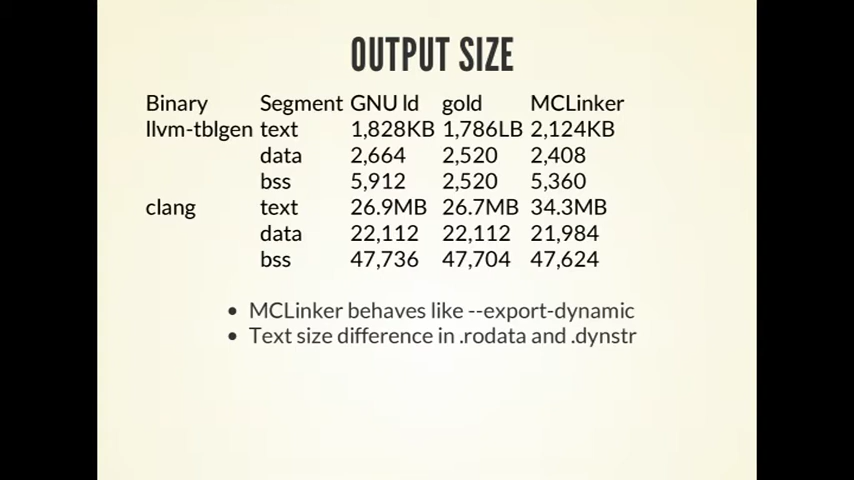 OUTPUT SIZE
Binary Segment GNU ld gold MCLinker
llvm-tblgen text 1,828KB 1,786LB 2,124KB
data 2,664 2,520 2,408
bss 5,912 2,520 5,360
clang text 26.9MB 26.7MB 34.3MB
data 22,112 22,112 21,984
bss 47,736 47,704 47,624
• MCLinker behaves like --export-dynamic
• Text size difference in .rodata and .dynstr